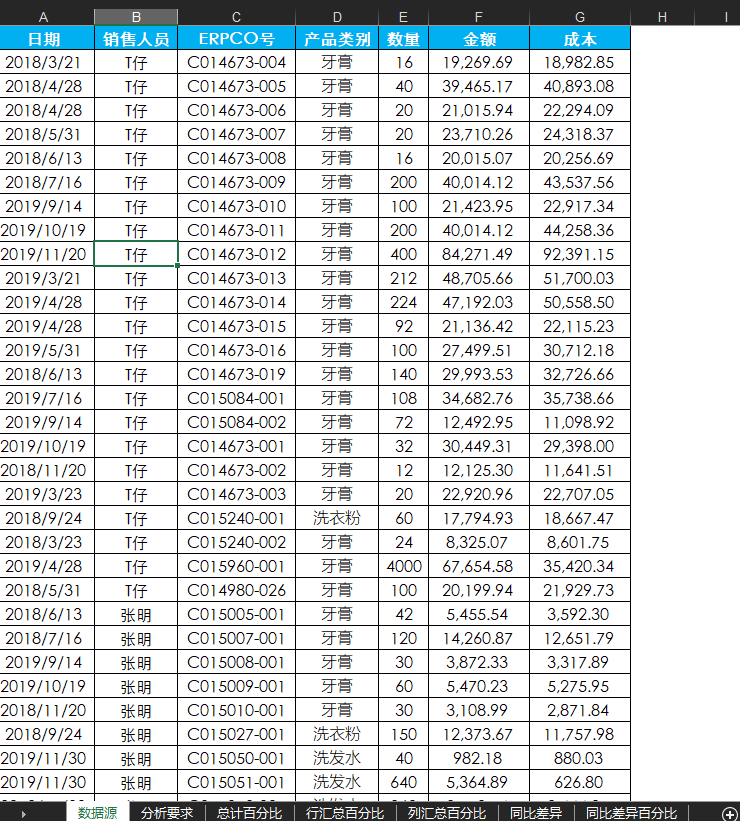 A B C D E F G H I
日期 销售人员 ERPCO号 产品类别 数量 金额 成本
2018/3/21 T仔 C014673-004 牙膏 16 19,269.69 18,982.85
2018/4/28 T仔 C014673-005 牙膏 40 39,465.17 40,893.08
2018/4/28 T仔 C014673-006 牙膏 20 21,015.94 22,294.09
2018/5/31 T仔 C014673-007 牙膏 20 23,710.26 24,318.37
2018/6/13 T仔 C014673-008 牙膏 16 20,015.07 20,256.69
2018/7/16 T仔 C014673-009 牙膏 200 40,014.12 43,537.56
2019/9/14 T仔 C014673-010 牙膏 100 21,423.95 22,917.34
2019/10/19 T仔 C014673-011 牙膏 200 40,014.12 44,258.36
2019/11/20 T仔 C014673-012 牙膏 400 84,271.49 92,391.15
2019/3/21 T仔 C014673-013 牙膏 212 48,705.66 51,700.03
2019/4/28 T仔 C014673-014 牙膏 224 47,192.03 50,558.50
2019/4/28 T仔 C014673-015 牙膏 92 21,136.42 22,115.23
2019/5/31 T仔 C014673-016 牙膏 100 27,499.51 30,712.18
2018/6/13 T仔 C014673-019 牙膏 140 29,993.53 32,726.66
2019/7/16 T仔 C015084-001 牙膏 108 34,682.76 35,738.66
2019/9/14 T仔 C015084-002 牙膏 72 12,492.95 11,098.92
2019/10/19 T仔 C014673-001 牙膏 32 30,449.31 29,398.00
2018/11/20 T仔 C014673-002 牙膏 12 12,125.30 11,641.51
2019/3/23 T仔 C014673-003 牙膏 20 22,920.96 22,707.05
2018/9/24 T仔 C015240-001 洗衣粉 60 17,794.93 18,667.47
2018/3/23 T仔 C015240-002 牙膏 24 8,325.07 8,601.75
2019/4/28 T仔 C015960-001 牙膏 4000 67,654.58 35,420.34
2018/5/31 T仔 C014980-026 牙膏 100 20,199.94 21,929.73
2018/6/13 张明 C015005-001 牙膏 42 5,455.54 3,592.30
2018/7/16 张明 C015007-001 牙膏 120 14,260.87 12,651.79
2019/9/14 张明 C015008-001 牙膏 30 3,872.33 3,317.89
2019/10/19 张明 C015009-001 牙膏 60 5,470.23 5,275.95
2018/11/20 张明 C015010-001 牙膏 30 3,108.99 2,871.84
2018/9/24 张明 C015027-001 洗衣粉 150 12,373.67 11,757.98
2019/11/30 张明 C015050-001 洗发水 40 982.18 880.03
2019/11/30 张明 C015051-001 洗发水 640 5,364.89 626.80
数据源 分析要求 总计百分比 行汇总百分比 列汇总百分比 同比差异 同比差异百分比